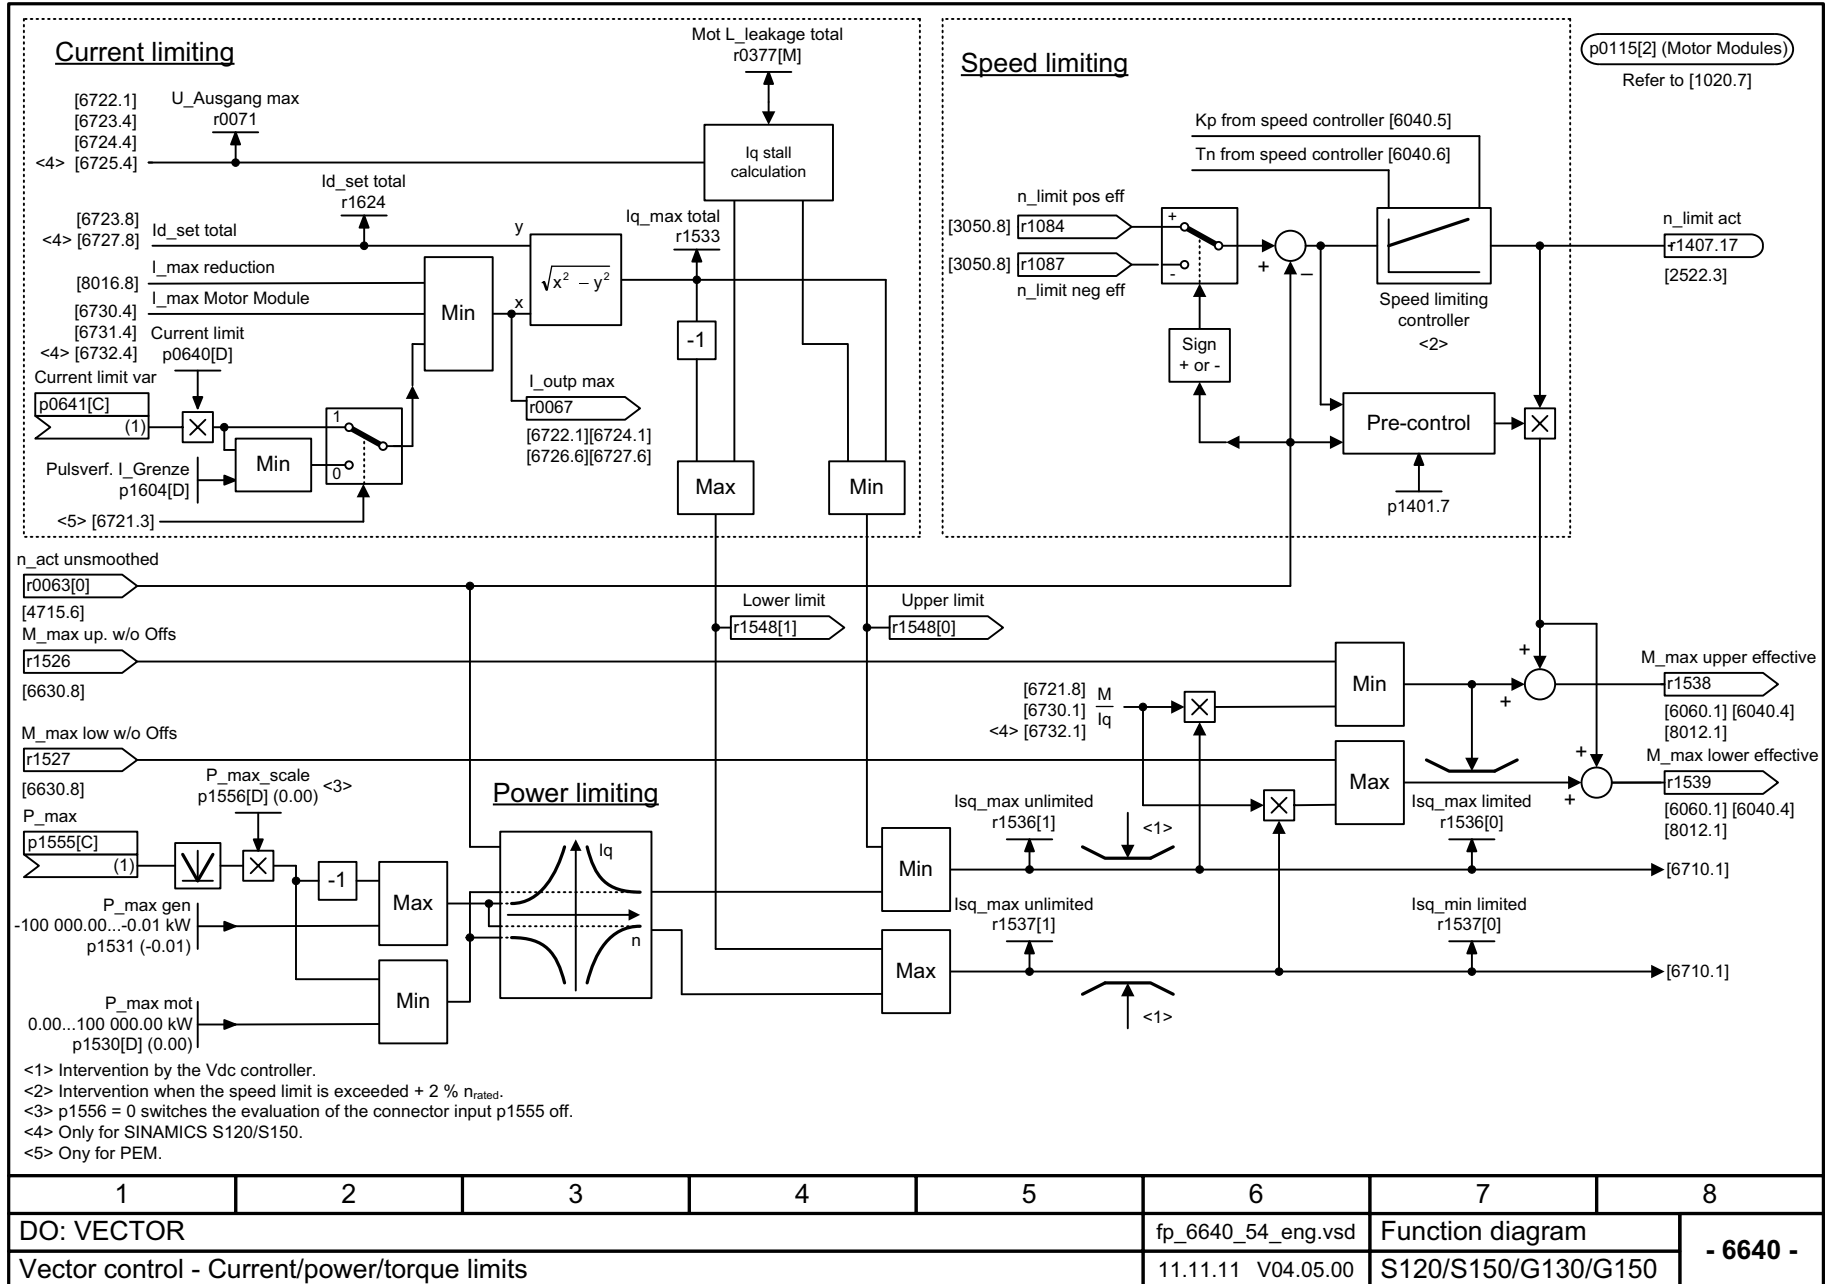 Current limiting
Mot L_leakage total
r0377[M]
[6722.1]
[6723.4]
[6724.4]
<4> [6725.4]
U_Ausgang max
r0071
Iq stall
calculation
Id_set total
r1624
[6723.8]
<4> [6727.8]
Id_set total
y
Iq_max total
r1533
I_max reduction
[8016.8]
I_max Motor Module
[6730.4]
[6731.4]
<4> [6732.4]
Min
x
√x² – y²
-1
Current limit
p0640[D]
Current limit var
p0641[C]
(1)
I_outp max
r0067
[6722.1][6724.1]
[6726.6][6727.6]
1
0
Min
Pulsverf. I_Grenze
p1604[D]
<5> [6721.3]
Max
Min
Speed limiting
p0115[2] (Motor Modules)
Refer to [1020.7]
Kp from speed controller [6040.5]
Tn from speed controller [6040.6]
n_limit pos eff
[3050.8] r1084
[3050.8] r1087
n_limit neg eff
+
-
+
–
n_limit act
r1407.17
[2522.3]
Speed limiting
controller
<2>
Sign
+ or -
Pre-control
p1401.7
n_act unsmoothed
r0063[0]
[4715.6]
M_max up. w/o Offs
r1526
[6630.8]
Lower limit
r1548[1]
Upper limit
r1548[0]
[6721.8]
[6730.1]
<4> [6732.1]
M
Iq
Min
+
+
M_max upper effective
r1538
[6060.1] [6040.4]
[8012.1]
M_max low w/o Offs
r1527
[6630.8]
Max
+
+
M_max lower effective
r1539
[6060.1] [6040.4]
[8012.1]
P_max_scale
p1556[D] (0.00) <3>
P_max
p1555[C]
(1)
-1
Max
P_max gen
-100 000.00...-0.01 kW
p1531 (-0.01)
Min
P_max mot
0.00...100 000.00 kW
p1530[D] (0.00)
Power limiting
Iq
n
Min
Isq_max unlimited
r1536[1]
<1>
Isq_max limited
r1536[0]
[6710.1]
Max
Isq_max unlimited
r1537[1]
<1>
Isq_min limited
r1537[0]
[6710.1]
<1> Intervention by the Vdc controller.
<2> Intervention when the speed limit is exceeded + 2 % nrated.
<3> p1556 = 0 switches the evaluation of the connector input p1555 off.
<4> Only for SINAMICS S120/S150.
<5> Ony for PEM.
1 2 3 4 5 6 7 8
DO: VECTOR
fp_6640_54_eng.vsd
Function diagram
- 6640 -
Vector control - Current/power/torque limits
11.11.11 V04.05.00
S120/S150/G130/G150